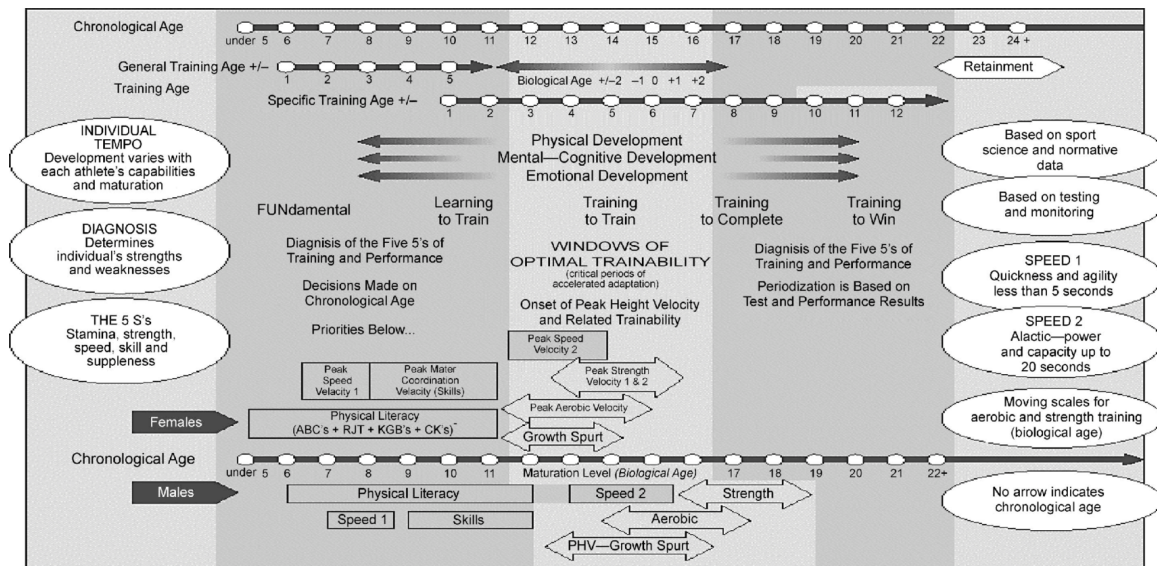 Chronological Age
under 5 6 7 8 9 10 11 12 13 14 15 16 17 18 19 20 21 22 23 24 +
General Training Age +/–
1 2 3 4 5
Biological Age +/–2 –1 0 +1 +2
Retainment
Training Age
Specific Training Age +/–
1 2 3 4 5 6 7 8 9 10 11 12
INDIVIDUAL
TEMPO
Development varies with
each athlete's capabilities
and maturation
DIAGNOSIS
Determines
individual's strengths
and weaknesses
THE 5 S's
Stamina, strength,
speed, skill and
suppleness
Physical Development
Mental—Cognitive Development
Emotional Development
FUNdamental
Learning
to Train
Training
to Train
Training
to Complete
Training
to Win
Diagnisis of the Five 5's of
Training and Performance
Decisions Made on
Chronological Age
Priorities Below...
WINDOWS OF
OPTIMAL TRAINABILITY
(critical periods of
accelerated adaptation)
Onset of Peak Height Velocity
and Related Trainability
Diagnisis of the Five 5's of
Training and Performance
Periodization is Based on
Test and Performance Results
Based on sport
science and normative
data
Based on testing
and monitoring
SPEED 1
Quickness and agility
less than 5 seconds
SPEED 2
Alactic—power
and capacity up to
20 seconds
Moving scales for
aerobic and strength training
(biological age)
No arrow indicates
chronological age
Peak Speed
Velocity 2
Peak
Speed
Velacity 1
Peak Mater
Coordination
Velacity (Skills)
Peak Strength
Velocity 1 & 2
Peak Aerobic Velocity
Females
Physical Literacy
(ABC's + RJT + KGB's + CK's)
Growth Spurt
Chronological Age
under 5 6 7 8 9 10 11 Maturation Level (Biological Age) 17 18 19 20 21 22+
Males
Physical Literacy
Speed 2
Strength
Speed 1
Skills
Aerobic
PHV—Growth Spurt